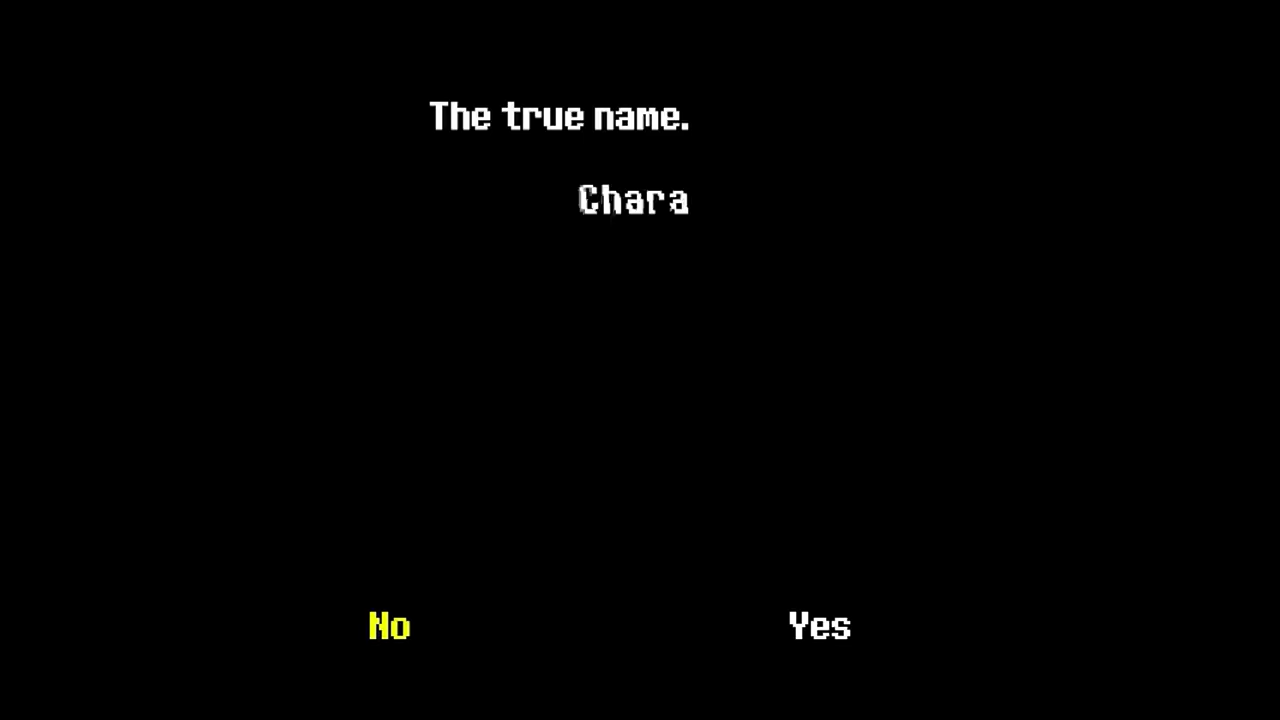 The true name.
Chara
No Yes